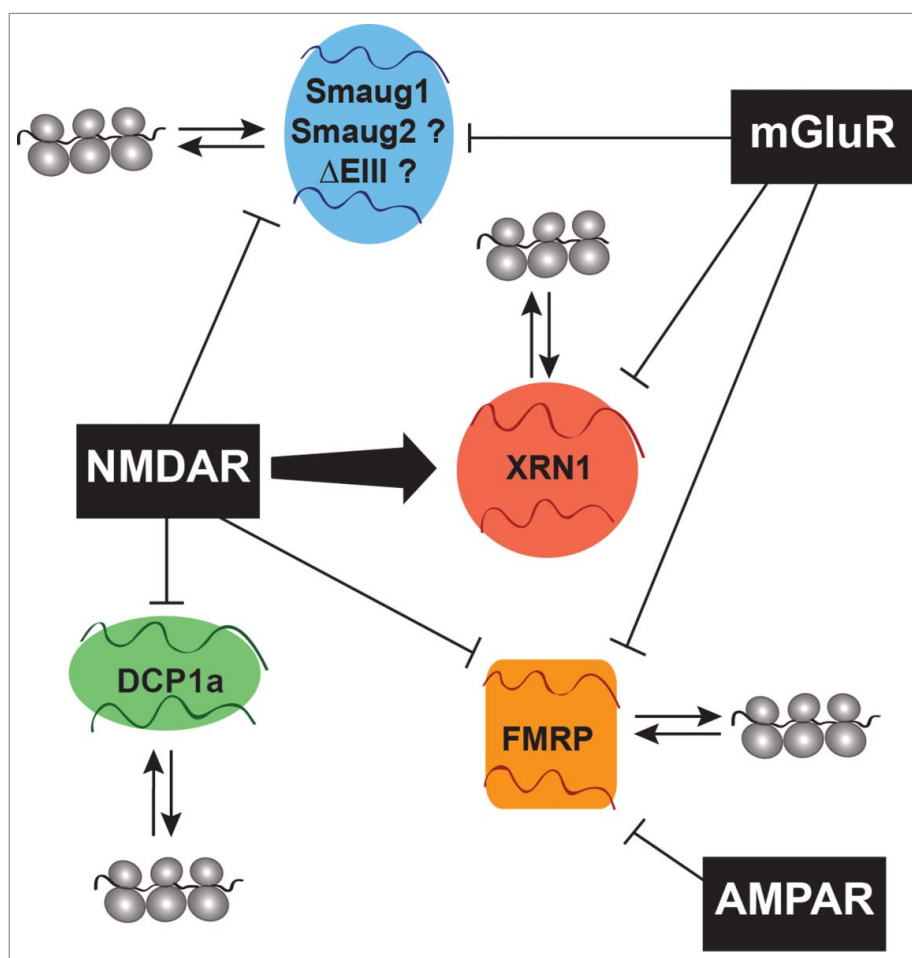 Smaug1
Smaug2 ?
ΔEIII ?
mGluR
XRN1
NMDAR
DCP1a
FMRP
AMPAR